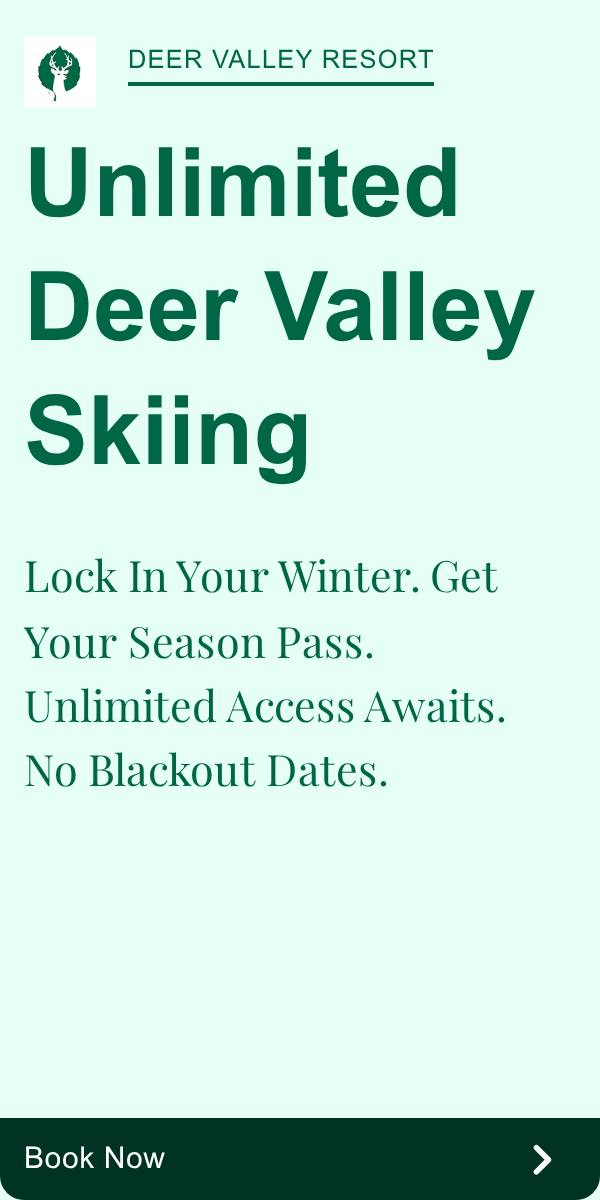 DEER VALLEY RESORT
Unlimited
Deer Valley
Skiing
Lock In Your Winter. Get
Your Season Pass.
Unlimited Access Awaits.
No Blackout Dates.
Book Now